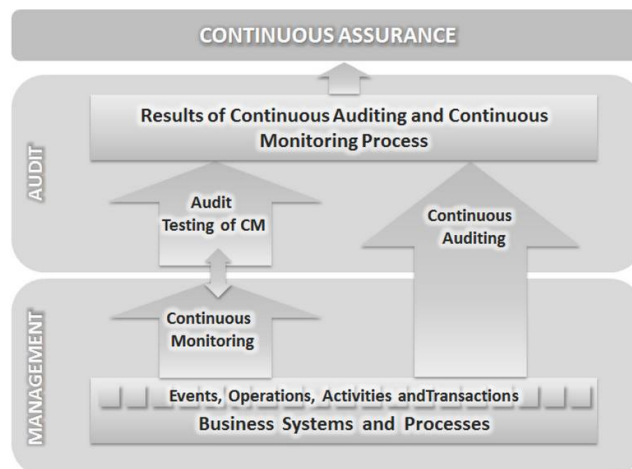 CONTINUOUS ASSURANCE
AUDIT
Results of Continuous Auditing and Continuous
Monitoring Process
Audit
Testing of CM
Continuous
Auditing
MANAGEMENT
Continuous
Monitoring
Events, Operations, Activities andTransactions
Business Systems and Processes